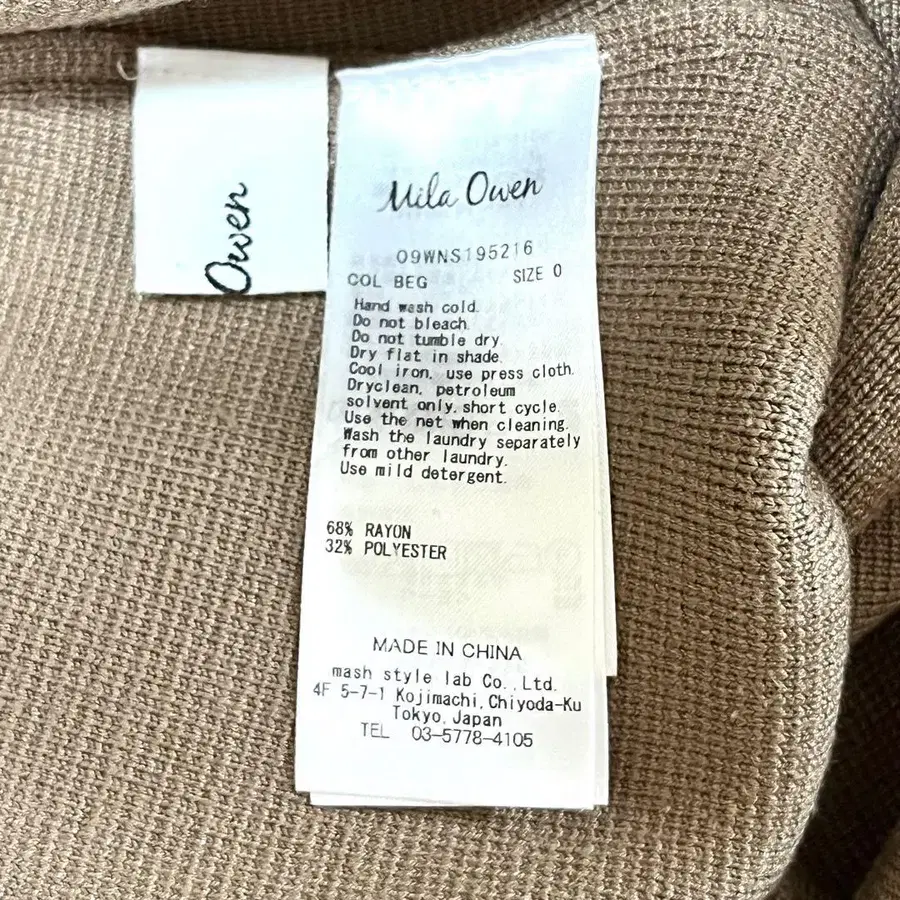 Owen
Mila Owen
09WNS195216
COL BEG SIZE 0
Hand wash cold.
Do not bleach.
Do not tumble dry.
Dry flat in shade.
Cool iron, use press cloth.
Dryclean, petroleum
solvent only, short cycle.
Use the net when cleaning.
Wash the laundry separately
from other laundry.
Use mild detergent.
68% RAYON
32% POLYESTER
MADE IN CHINA
mash style lab Co.,Ltd.
4F 5-7-1 Kojimachi, Chiyoda-Ku
Tokyo, Japan
TEL 03-5778-4105